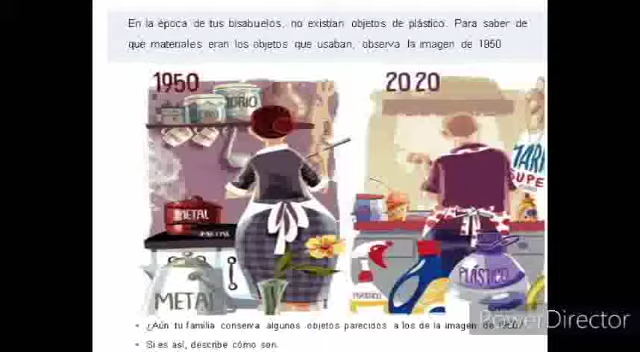 En la época de tus bisabuelos, no existían objetos de plástico. Para saber de
qué materiales eran los objetos que usaban, observa la imagen de 1950
1950
2020
METAL
METAL
SUPE
METAL
PLÁSTICO
• ¿Aún tu familia conserva algunos objetos parecidos a los de la imagen de 1950?
• Si es así, describe cómo son.
PowerDirector